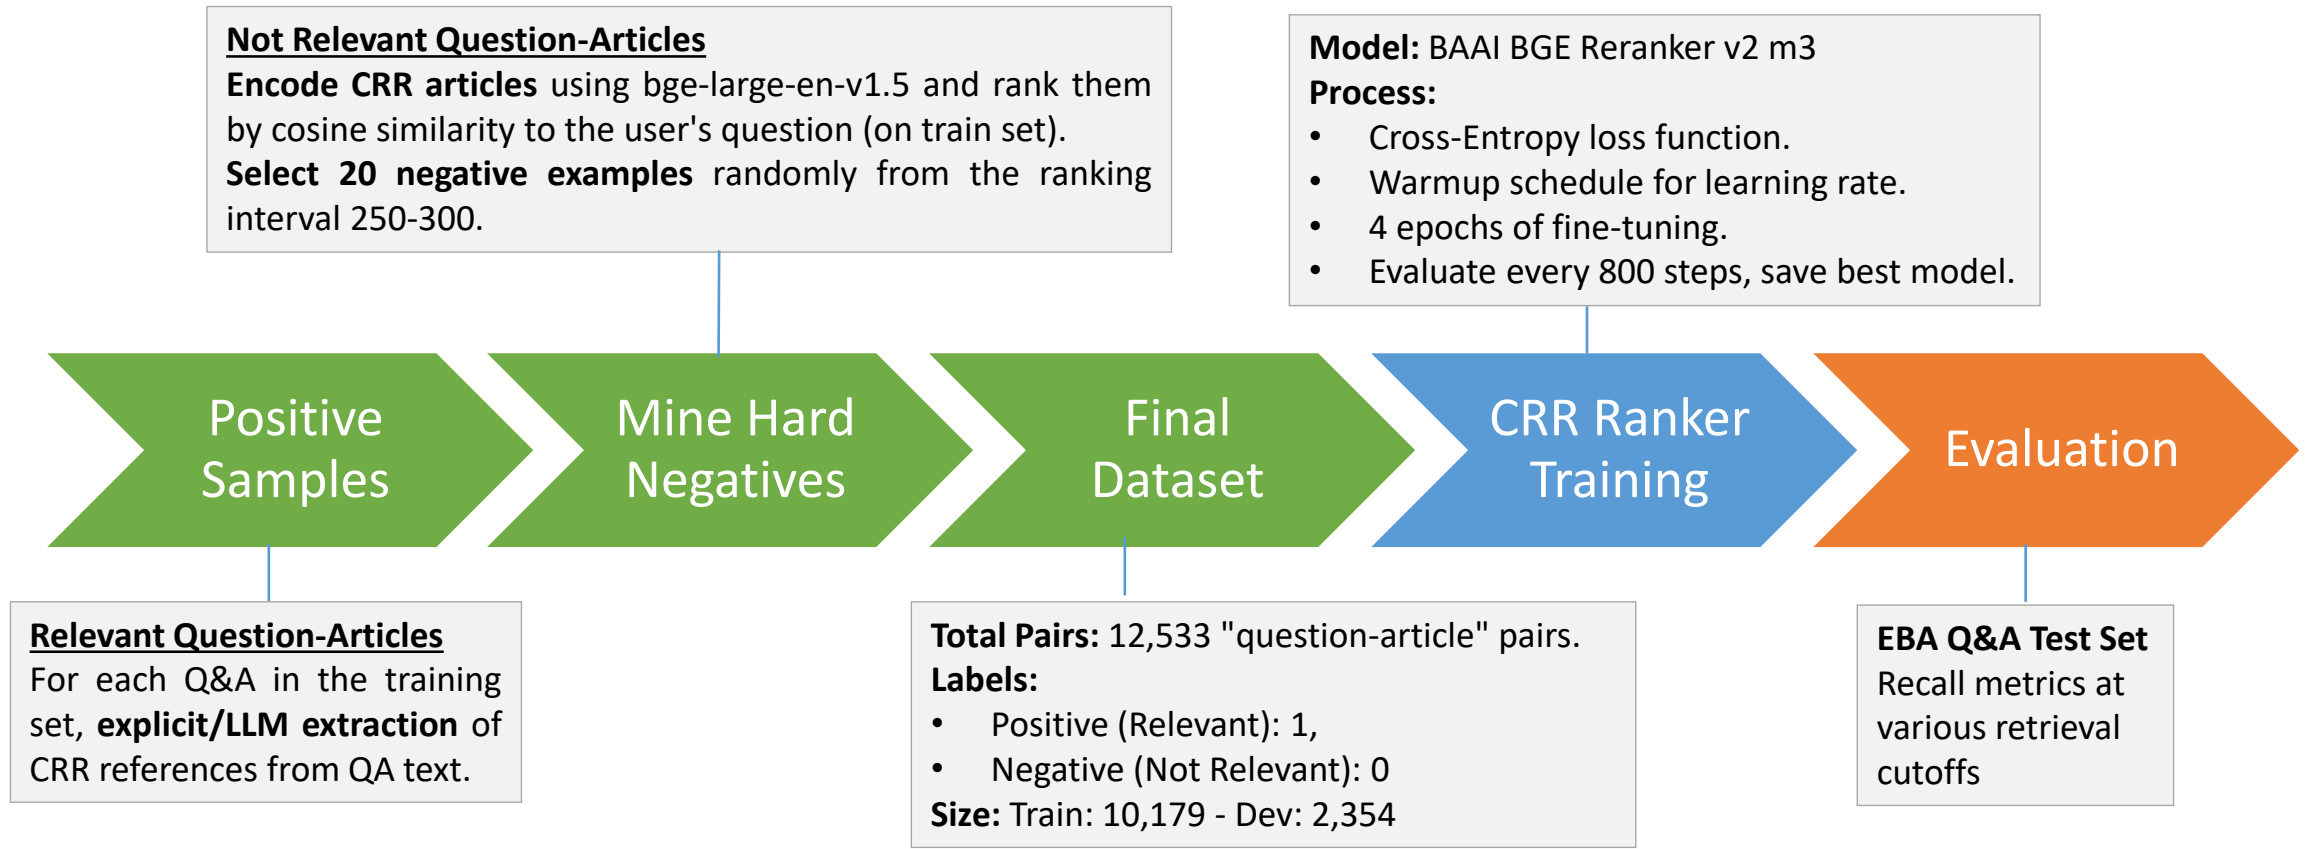 Not Relevant Question-Articles
Encode CRR articles using bge-large-en-v1.5 and rank them
by cosine similarity to the user's question (on train set).
Select 20 negative examples randomly from the ranking
interval 250-300.
Model: BAAI BGE Reranker v2 m3
Process:
• Cross-Entropy loss function.
• Warmup schedule for learning rate.
• 4 epochs of fine-tuning.
• Evaluate every 800 steps, save best model.
Positive
Samples
Mine Hard
Negatives
Final
Dataset
CRR Ranker
Training
Evaluation
Relevant Question-Articles
For each Q&A in the training
set, explicit/LLM extraction of
CRR references from QA text.
Total Pairs: 12,533 "question-article" pairs.
Labels:
• Positive (Relevant): 1,
• Negative (Not Relevant): 0
Size: Train: 10,179 - Dev: 2,354
EBA Q&A Test Set
Recall metrics at
various retrieval
cutoffs